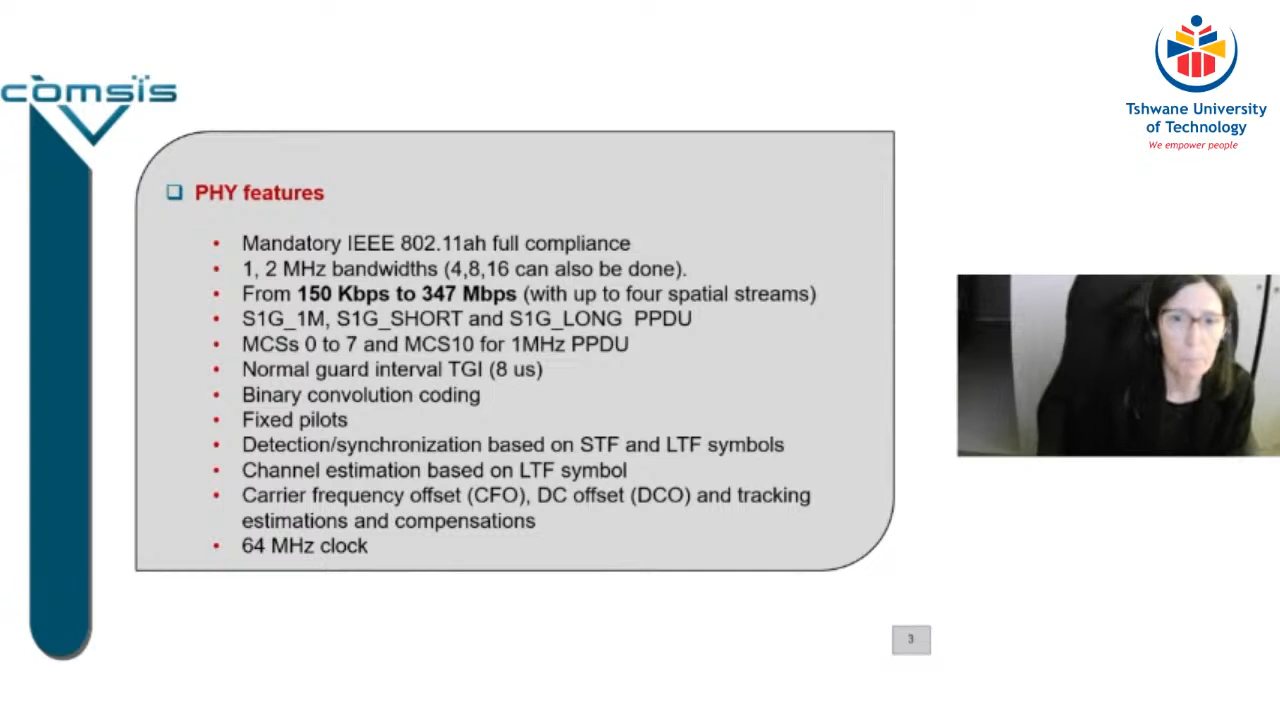 còmsïs
Tshwane University
of Technology
We empower people
PHY features
• Mandatory IEEE 802.11ah full compliance
• 1, 2 MHz bandwidths (4,8,16 can also be done).
• From 150 Kbps to 347 Mbps (with up to four spatial streams)
• S1G_1M, S1G_SHORT and S1G_LONG PPDU
• MCSs 0 to 7 and MCS10 for 1MHz PPDU
• Normal guard interval TGI (8 us)
• Binary convolution coding
• Fixed pilots
• Detection/synchronization based on STF and LTF symbols
• Channel estimation based on LTF symbol
• Carrier frequency offset (CFO), DC offset (DCO) and tracking
estimations and compensations
• 64 MHz clock
3